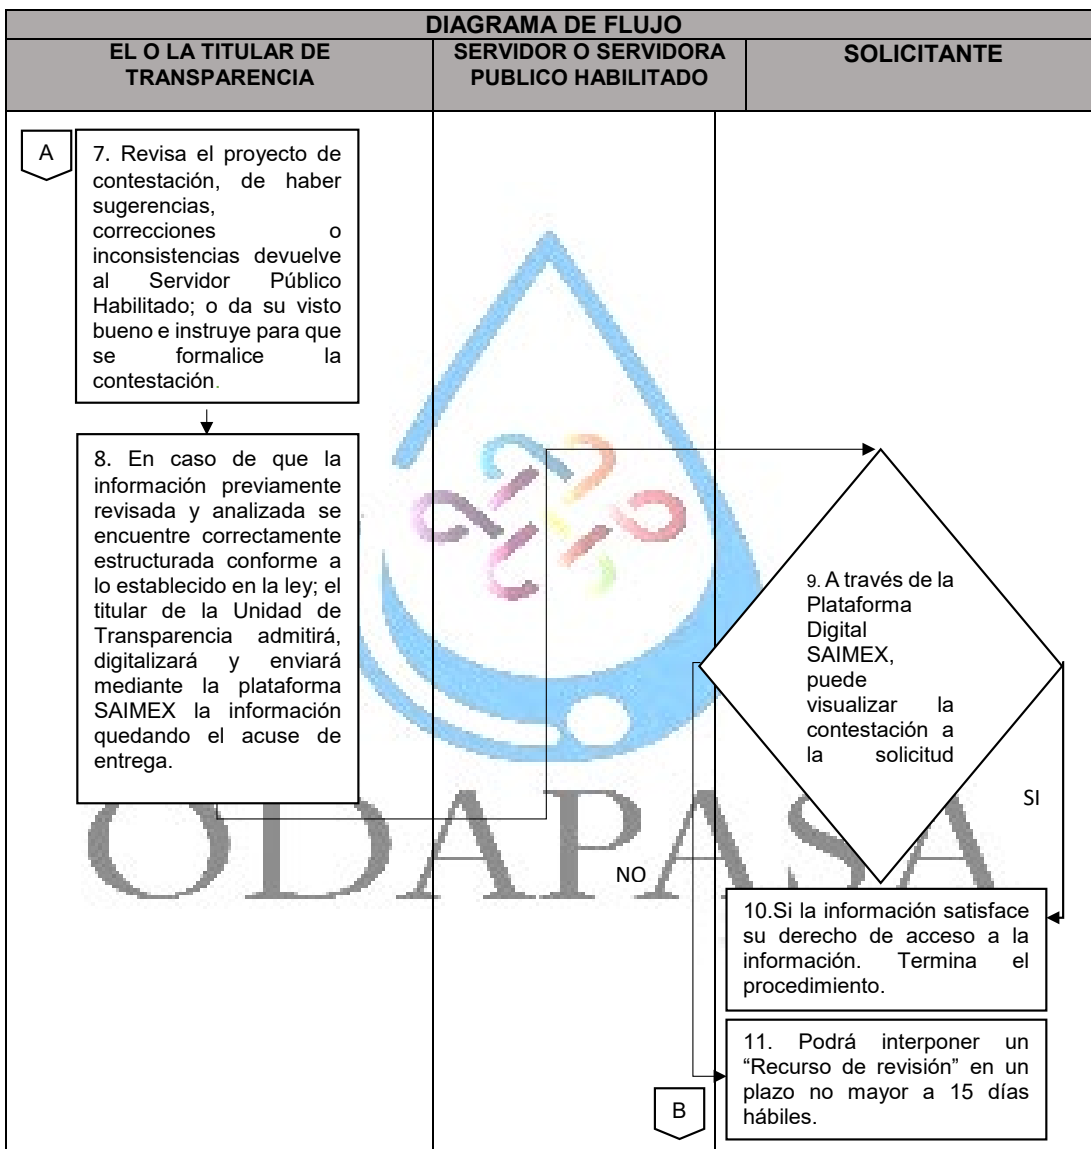 DIAGRAMA DE FLUJO
EL O LA TITULAR DE
TRANSPARENCIA
SERVIDOR O SERVIDORA
PUBLICO HABILITADO
SOLICITANTE
A
7. Revisa el proyecto de
contestación, de haber
sugerencias,
correcciones o
inconsistencias devuelve
al Servidor Público
Habilitado; o da su visto
bueno e instruye para que
se formalice la
contestación.
8. En caso de que la
información previamente
revisada y analizada se
encuentre correctamente
estructurada conforme a
lo establecido en la ley; el
titular de la Unidad de
Transparencia admitirá,
digitalizará y enviará
mediante la plataforma
SAIMEX la información
quedando el acuse de
entrega.
9. A través de la
Plataforma
Digital
SAIMEX,
puede
visualizar la
contestación a
la solicitud
SI
NO
ODAPASA
10.Si la información satisface
su derecho de acceso a la
información. Termina el
procedimiento.
11. Podrá interponer un
“Recurso de revisión” en un
plazo no mayor a 15 días
hábiles.
B